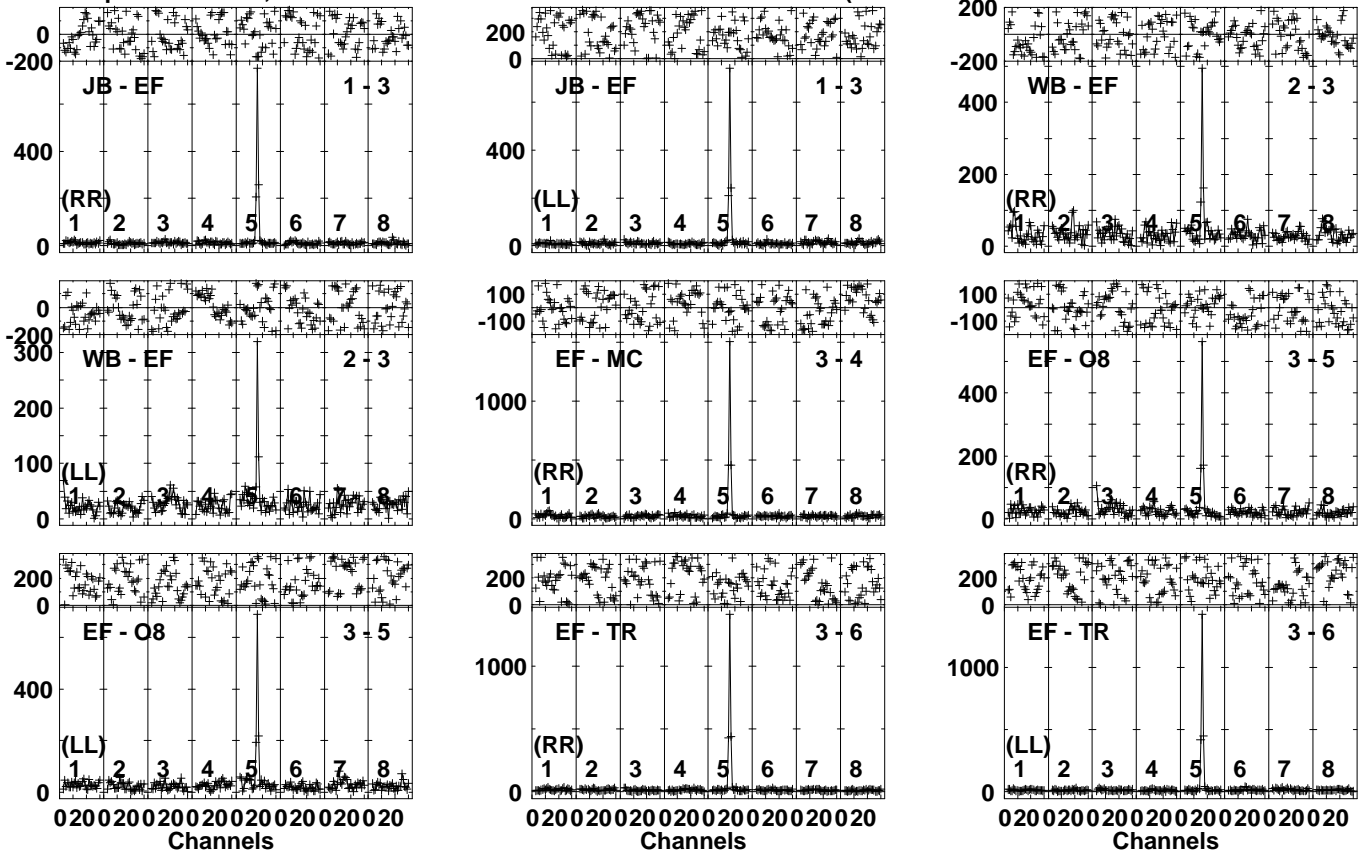 0
-200
JB - EF 1 - 3
400
(RR)
1 2 3 4 5 6 7 8
0
200
0
JB - EF 1 - 3
400
(LL)
1 2 3 4 5 6 7 8
0
200
-200
WB - EF 2 - 3
400
200
(RR)
1 2 3 4 5 6 7 8
0
0
-200
300
WB - EF 2 - 3
200
100
(LL)
1 2 3 4 5 6 7 8
0
100
-100
EF - MC 3 - 4
1000
(RR)
1 2 3 4 5 6 7 8
0
100
-100
EF - O8 3 - 5
400
200
(RR)
1 2 3 4 5 6 7 8
0
200
0
EF - O8 3 - 5
400
(LL)
1 2 3 4 5 6 7 8
0
020020020020020020020020
Channels
200
0
EF - TR 3 - 6
1000
(RR)
1 2 3 4 5 6 7 8
0
020020020020020020020020
Channels
200
0
EF - TR 3 - 6
1000
(LL)
1 2 3 4 5 6 7 8
0
020020020020020020020020
Channels